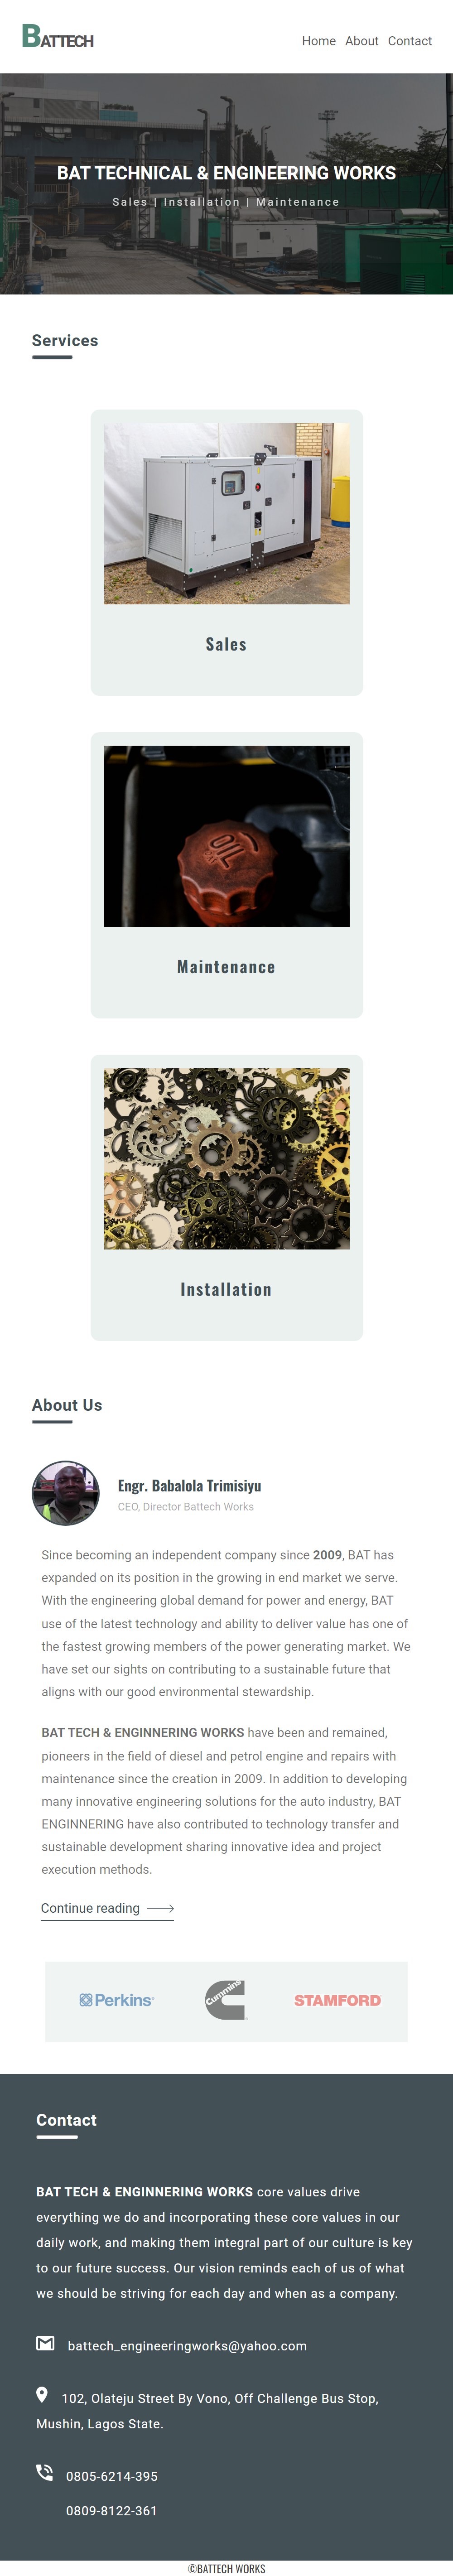 BATTECH
Home About Contact
BAT TECHNICAL & ENGINEERING WORKS
Sales | Installation | Maintenance
Services
Sales
OIL
Maintenance
Installation
About Us
Engr. Babalola Trimisiyu
CEO, Director Battech Works
Since becoming an independent company since 2009, BAT has
expanded on its position in the growing in end market we serve.
With the engineering global demand for power and energy, BAT
use of the latest technology and ability to deliver value has one of
the fastest growing members of the power generating market. We
have set our sights on contributing to a sustainable future that
aligns with our good environmental stewardship.
BAT TECH & ENGINNERING WORKS have been and remained,
pioneers in the field of diesel and petrol engine and repairs with
maintenance since the creation in 2009. In addition to developing
many innovative engineering solutions for the auto industry, BAT
ENGINNERING have also contributed to technology transfer and
sustainable development sharing innovative idea and project
execution methods.
Continue reading
Perkins
Cummins
STAMFORD
Contact
BAT TECH & ENGINNERING WORKS core values drive
everything we do and incorporating these core values in our
daily work, and making them integral part of our culture is key
to our future success. Our vision reminds each of us of what
we should be striving for each day and when as a company.
battech_engineeringworks@yahoo.com
102, Olateju Street By Vono, Off Challenge Bus Stop,
Mushin, Lagos State.
0805-6214-395
0809-8122-361
©BATTECH WORKS